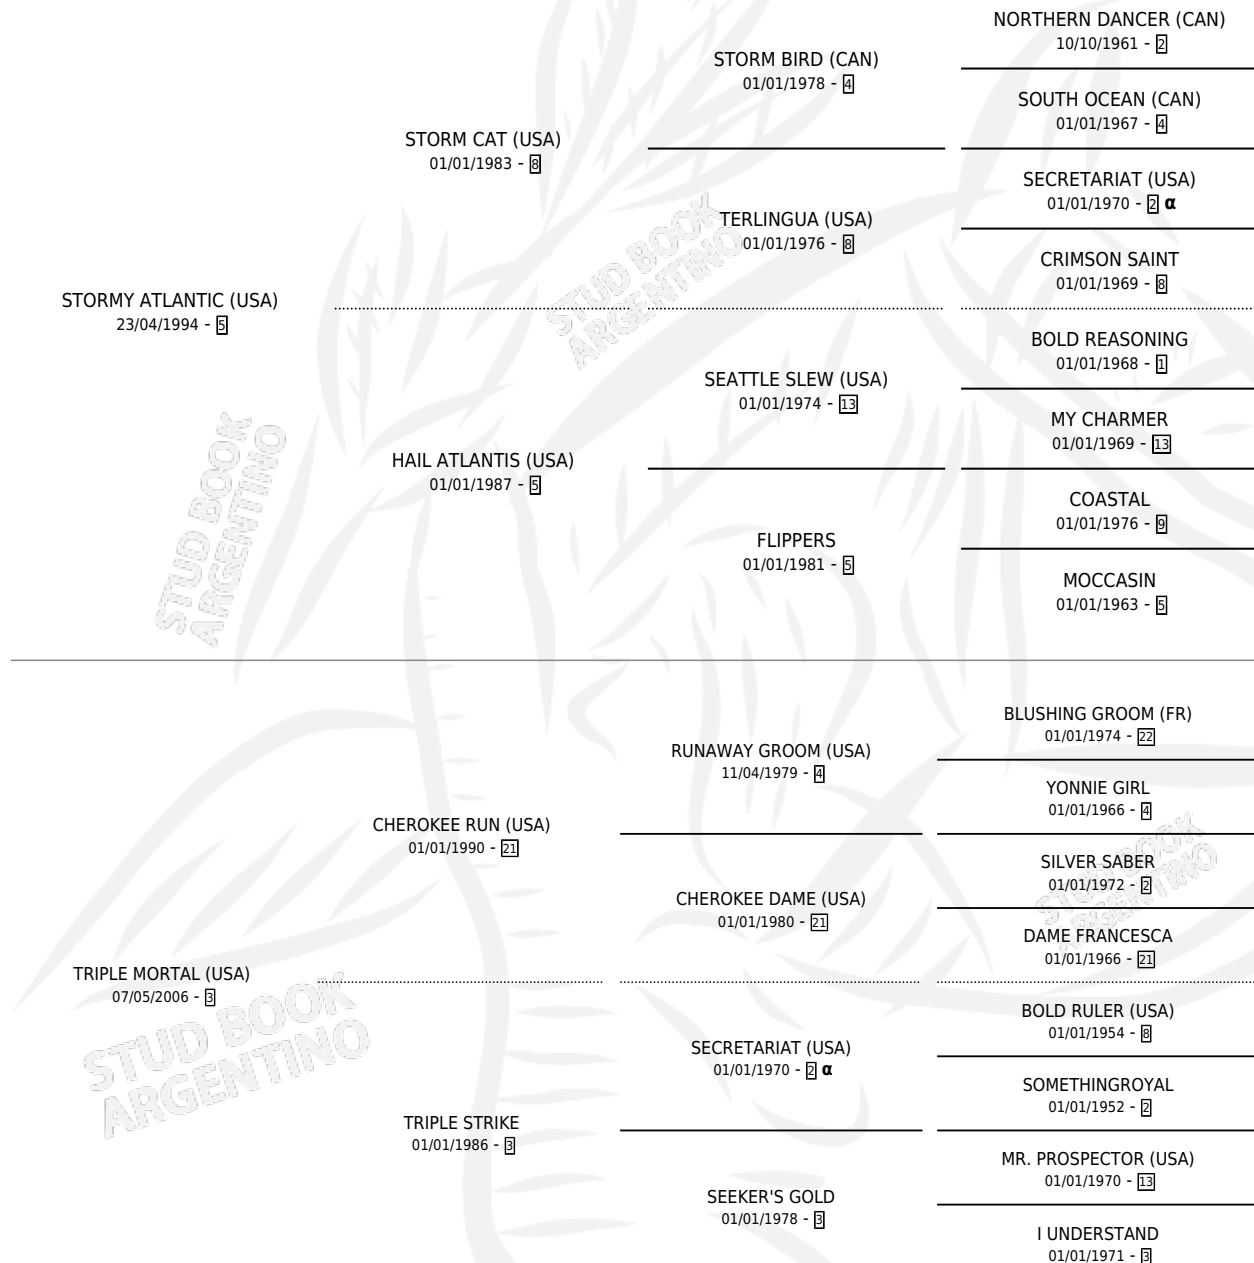 NORTHERN DANCER (CAN)
10/10/1961 - 2
STORM BIRD (CAN)
01/01/1978 - 4
SOUTH OCEAN (CAN)
01/01/1967 - 4
STORM CAT (USA)
01/01/1983 - 8
SECRETARIAT (USA)
01/01/1970 - 2 α
TERLINGUA (USA)
01/01/1976 - 8
CRIMSON SAINT
01/01/1969 - 8
STORMY ATLANTIC (USA)
23/04/1994 - 5
BOLD REASONING
01/01/1968 - 1
SEATTLE SLEW (USA)
01/01/1974 - 13
MY CHARMER
01/01/1969 - 13
HAIL ATLANTIS (USA)
01/01/1987 - 5
COASTAL
01/01/1976 - 9
FLIPPERS
01/01/1981 - 5
MOCCASIN
01/01/1963 - 5
BLUSHING GROOM (FR)
01/01/1974 - 22
RUNAWAY GROOM (USA)
11/04/1979 - 4
YONNIE GIRL
01/01/1966 - 4
CHEROKEE RUN (USA)
01/01/1990 - 21
SILVER SABER
01/01/1972 - 2
CHEROKEE DAME (USA)
01/01/1980 - 21
DAME FRANCESCA
01/01/1966 - 21
TRIPLE MORTAL (USA)
07/05/2006 - 3
BOLD RULER (USA)
01/01/1954 - 8
SECRETARIAT (USA)
01/01/1970 - 2 α
SOMETHINGROYAL
01/01/1952 - 2
TRIPLE STRIKE
01/01/1986 - 3
MR. PROSPECTOR (USA)
01/01/1970 - 13
SEEKER'S GOLD
01/01/1978 - 3
I UNDERSTAND
01/01/1971 - 3
STUD BOOK
ARGENTINO
STUD BOOK
ARGENTINO
STUD BOOK
ARGENTINO
STUD BOOK
ARGENTINO